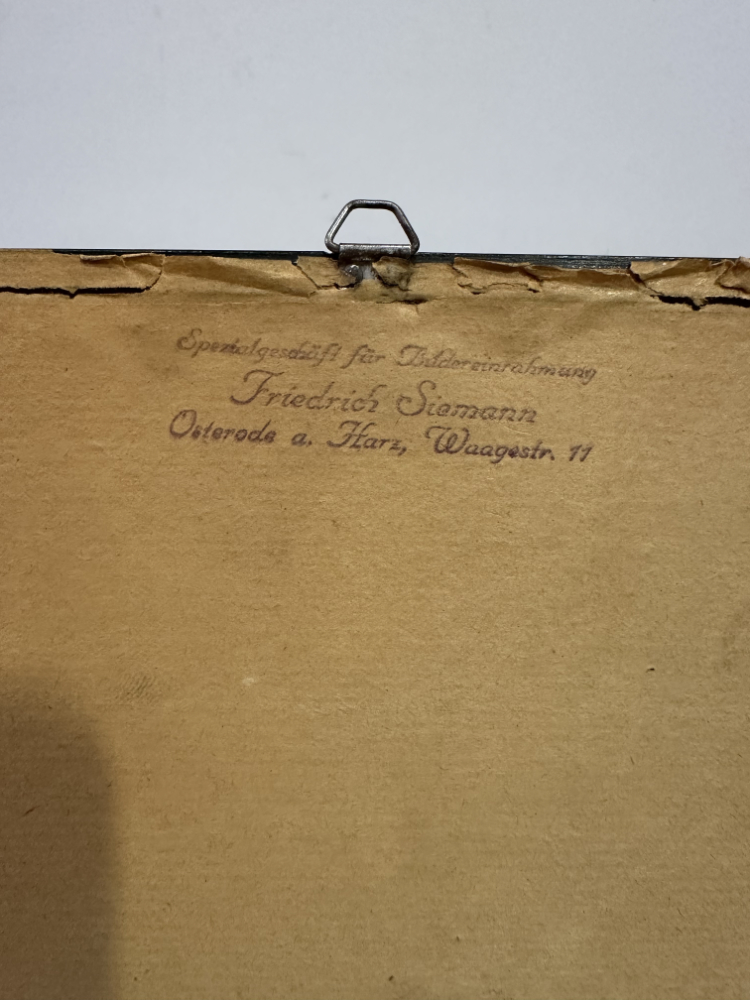 Spezialgeschäft für Bildereinrahmung
Friedrich Siemann
Osterode a. Harz, Waagestr. 11